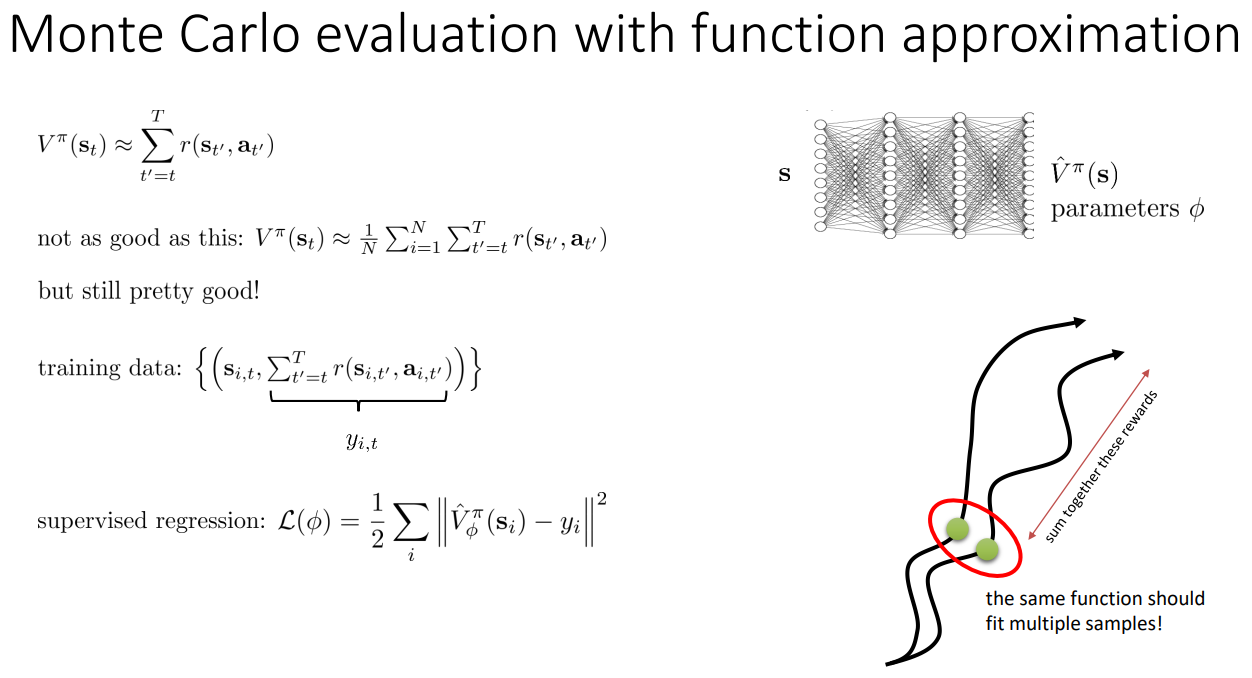 Monte Carlo evaluation with function approximation
$V^\pi(\mathbf{s}_t) \approx \sum_{t'=t}^{T} r(\mathbf{s}_{t'}, \mathbf{a}_{t'})$
not as good as this: $V^\pi(\mathbf{s}_t) \approx \frac{1}{N} \sum_{i=1}^{N} \sum_{t'=t}^{T} r(\mathbf{s}_{t'}, \mathbf{a}_{t'})$
but still pretty good!
training data: $\left\{\left(\mathbf{s}_{i,t}, \sum_{t'=t}^{T} r(\mathbf{s}_{i,t'}, \mathbf{a}_{i,t'})\right)\right\}$
$y_{i,t}$
supervised regression: $\mathcal{L}(\phi) = \frac{1}{2} \sum_i \left\| \hat{V}^\pi_\phi(\mathbf{s}_i) - y_i \right\|^2$
$\mathbf{s}$
$\hat{V}^\pi(\mathbf{s})$
parameters $\phi$
sum together these rewards
the same function should
fit multiple samples!